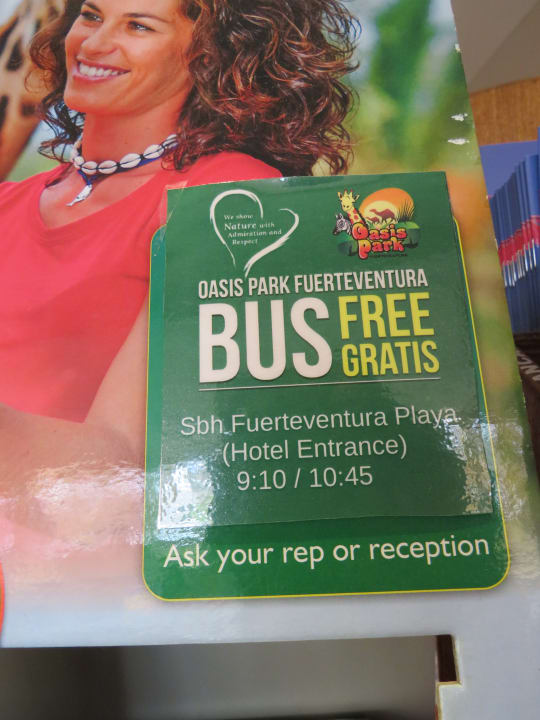 We show
Nature with
Admiration and
Respect
Oasis
Park
OASIS PARK FUERTEVENTURA
BUS FREE
GRATIS
Sbh Fuerteventura Playa
(Hotel Entrance)
9:10 / 10:45
Ask your rep or reception